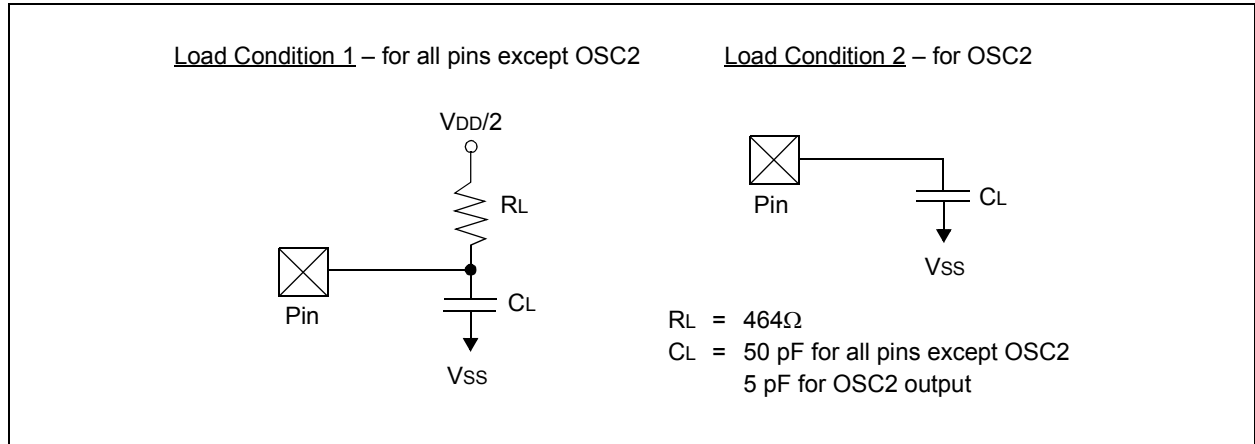 Load Condition 1 – for all pins except OSC2
VDD/2
RL
Pin
CL
VSS
Load Condition 2 – for OSC2
Pin
CL
VSS
RL = 464Ω
CL = 50 pF for all pins except OSC2
5 pF for OSC2 output